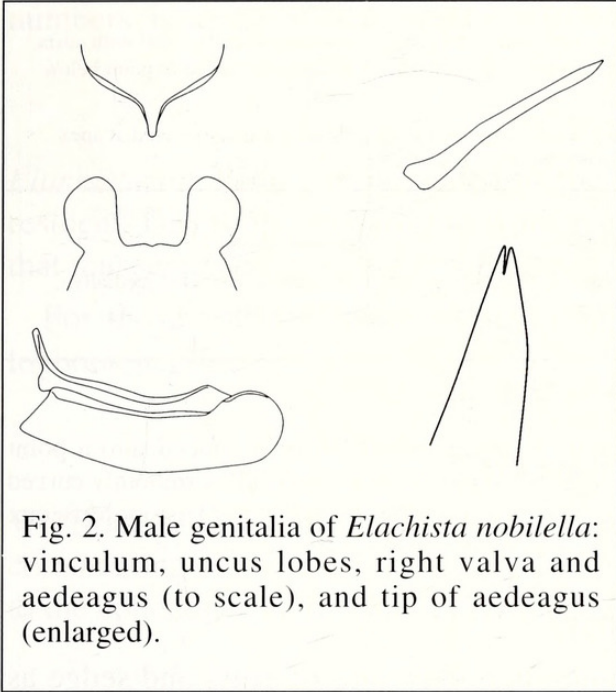 Fig. 2. Male genitalia of Elachista nobilella:
vinculum, uncus lobes, right valva and
aedeagus (to scale), and tip of aedeagus
(enlarged).